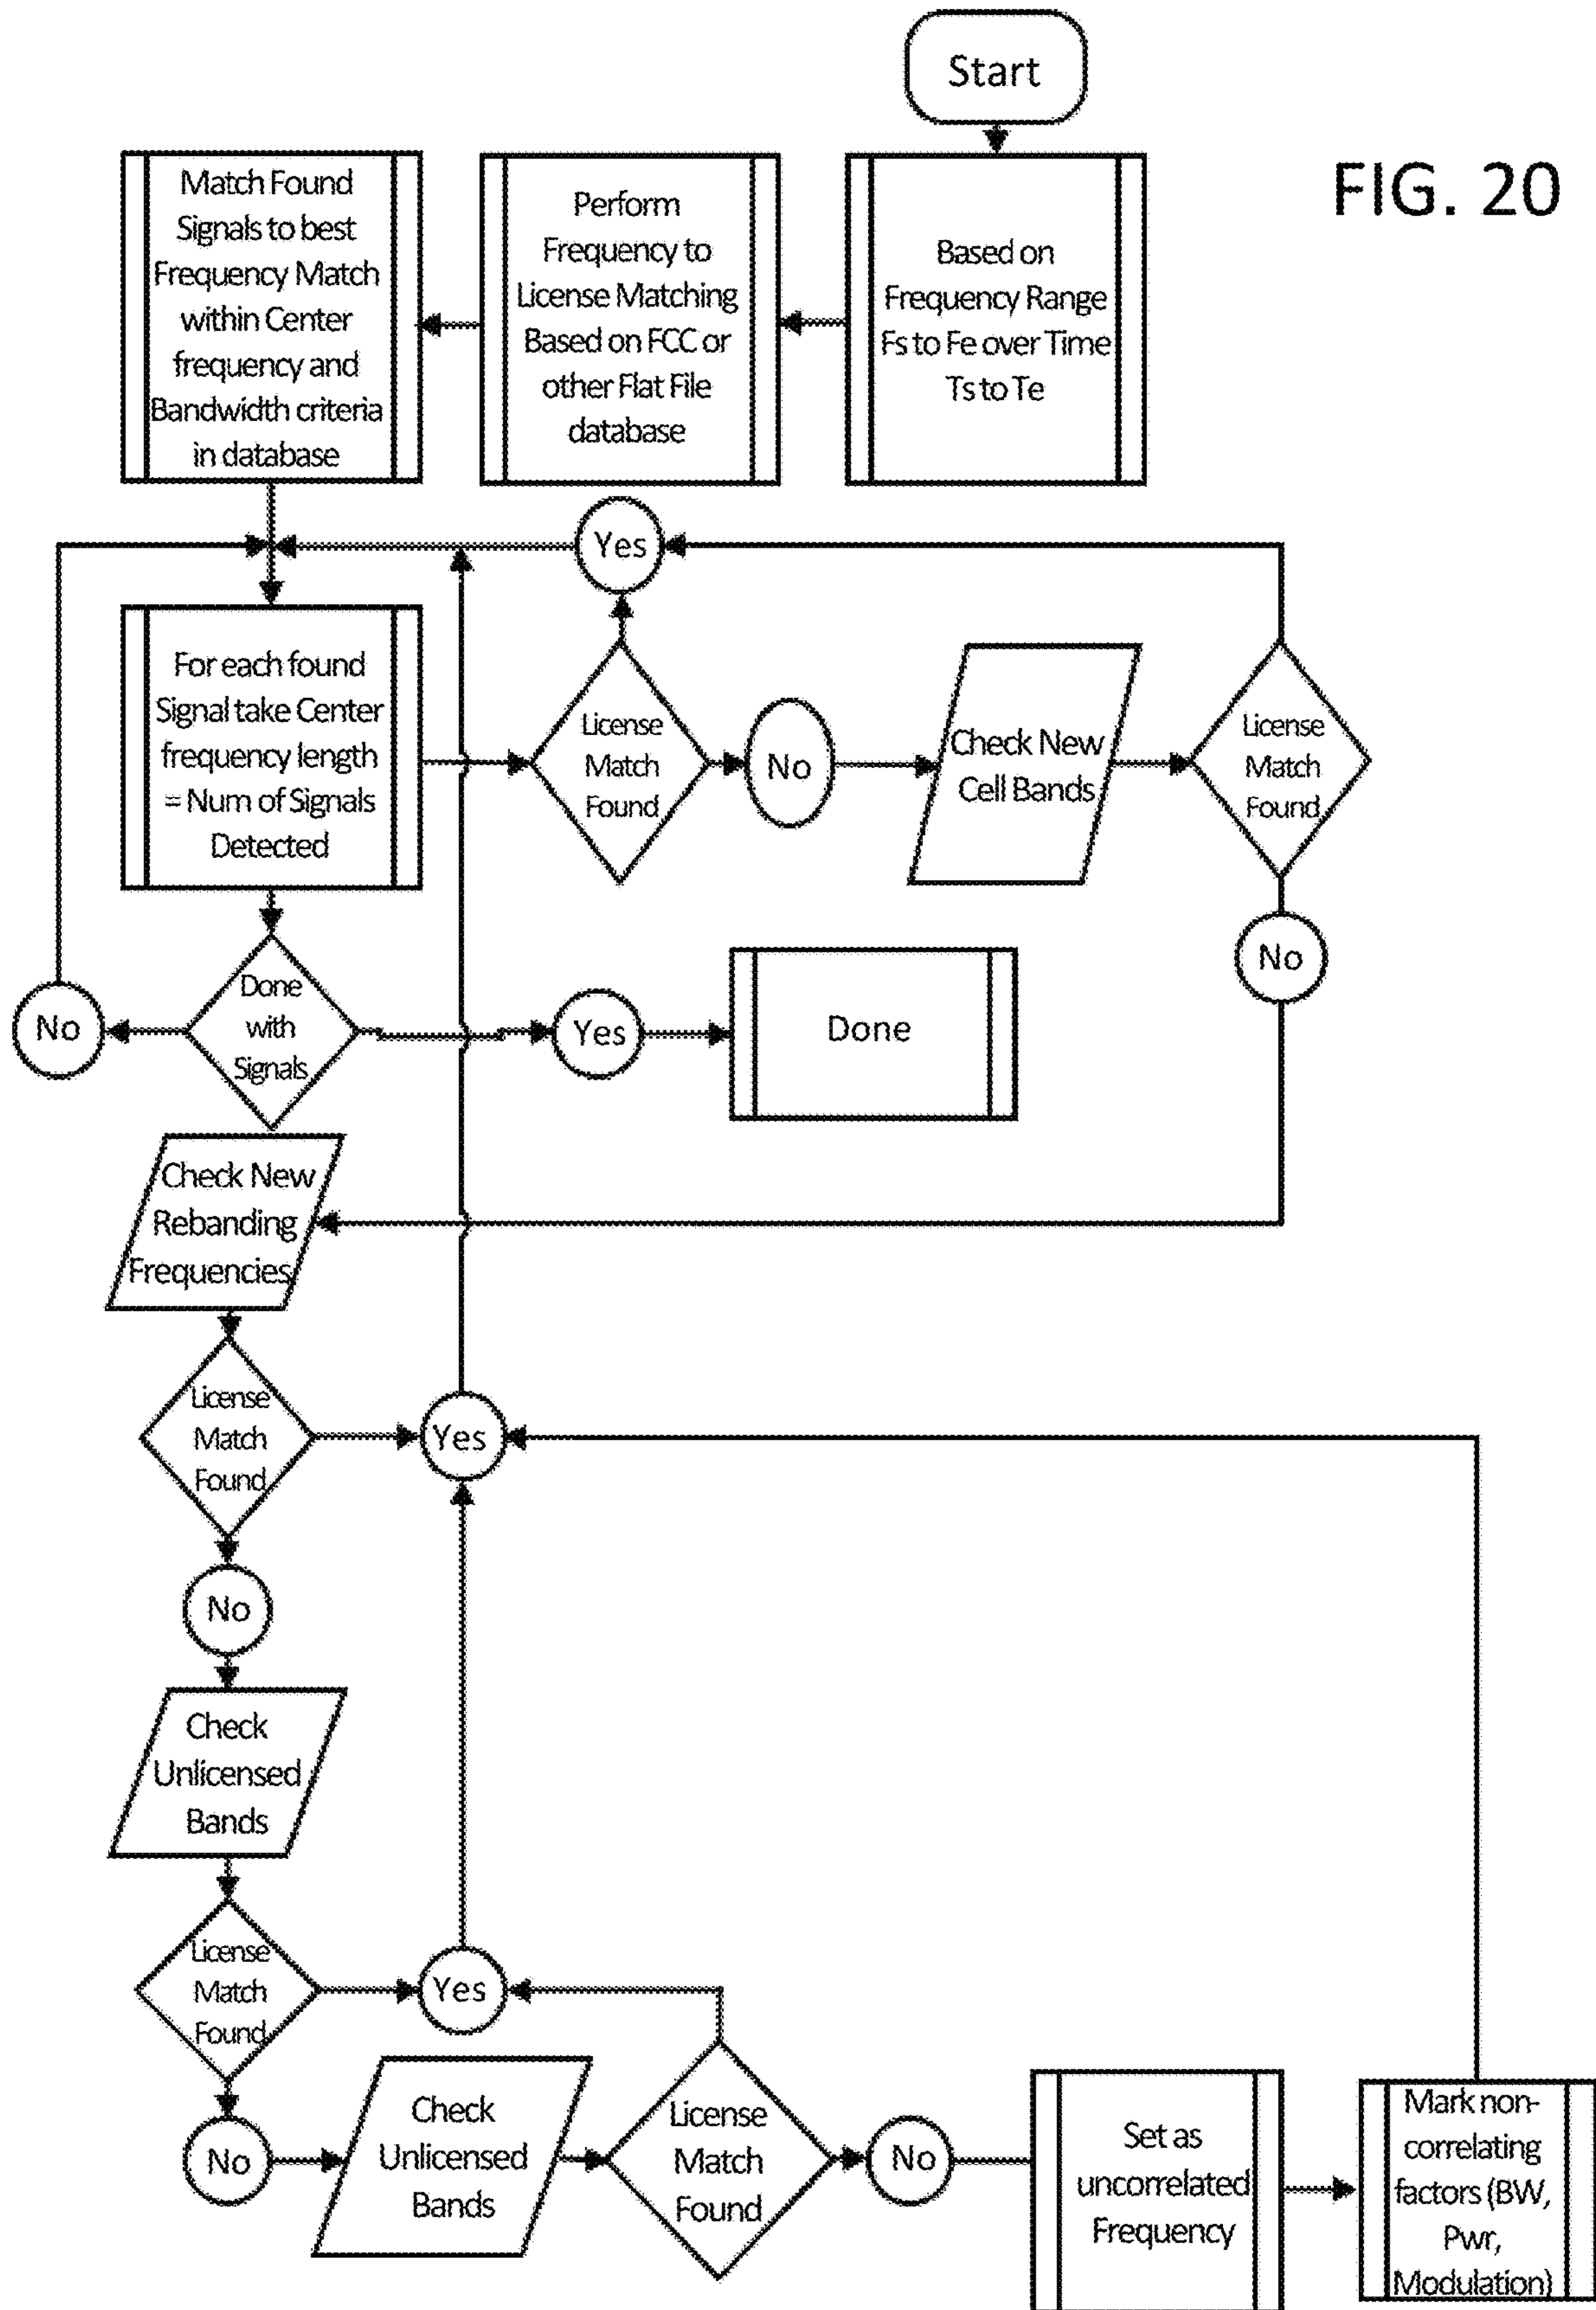 Start
FIG. 20
Based on
Frequency Range
Fs to Fe over Time
Ts to Te
Perform
Frequency to
License Matching
Based on FCC or
other Flat File
database
Match Found
Signals to best
Frequency Match
within Center
frequency and
Bandwidth criteria
in database
Yes
For each found
Signal take Center
frequency length
= Num of Signals
Detected
License
Match
Found
No
Check New
Cell Bands
License
Match
Found
No
Done
with
Signals
No
Yes
Done
Check New
Rebanding
Frequencies
License
Match
Found
Yes
No
Check
Unlicensed
Bands
License
Match
Found
Yes
No
Check
Unlicensed
Bands
License
Match
Found
No
Set as
uncorrelated
Frequency
Mark non-
correlating
factors (BW,
Pwr,
Modulation)